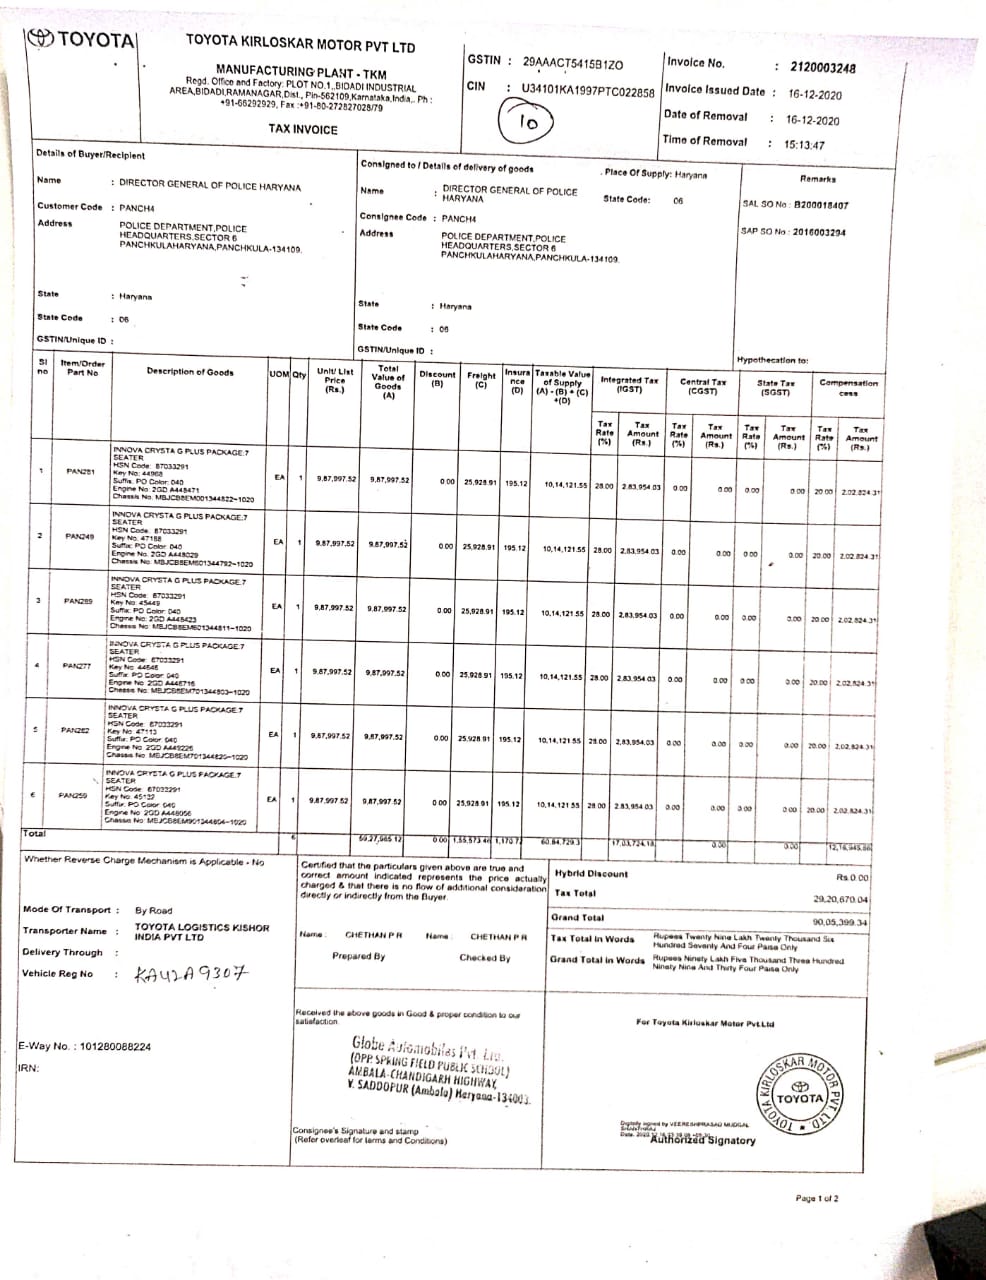 TOYOTA
TOYOTA KIRLOSKAR MOTOR PVT LTD
MANUFACTURING PLANT - TKM
Regd. Office and Factory: PLOT NO.1,.BIDADI INDUSTRIAL
AREA,BIDADI,RAMANAGAR,Dist., Pin-562109,Karnataka,India,. Ph :
+91-66292929, Fax :+91-80-272827028/79
TAX INVOICE
GSTIN : 29AAACT5415B1ZO
CIN : U34101KA1997PTC022858
10
Invoice No. : 2120003248
Invoice Issued Date : 16-12-2020
Date of Removal : 16-12-2020
Time of Removal : 15:13:47
Details of Buyer/Recipient
Name : DIRECTOR GENERAL OF POLICE HARYANA
Customer Code : PANCH4
Address POLICE DEPARTMENT,POLICE
HEADQUARTERS,SECTOR 6
PANCHKULAHARYANA,PANCHKULA-134109.
State : Haryana
State Code : 06
GSTIN/Unique ID :
Consigned to / Details of delivery of goods
. Place Of Supply: Haryana
Name : DIRECTOR GENERAL OF POLICE
HARYANA
State Code: 06
Consignee Code : PANCH4
Address POLICE DEPARTMENT,POLICE
HEADQUARTERS,SECTOR 6
PANCHKULAHARYANA,PANCHKULA-134109.
State : Haryana
State Code : 06
GSTIN/Unique ID :
Remarks
SAL SO No : B200018407
SAP SO No : 2016003294
Hypothecation to:
Sl no Item/Order Part No Description of Goods UOM Qty Unit/ List Price (Rs.) Total Value of Goods (A) Discount (B) Freight (C) Insura nce (D) Taxable Value of Supply (A) - (B) + (C) +(D) Integrated Tax (IGST) Central Tax (CGST) State Tax (SGST) Compensation cess
Tax Rate (%) Tax Amount (Rs.) Tax Rate (%) Tax Amount (Rs.) Tax Rate (%) Tax Amount (Rs.) Tax Rate (%) Tax Amount (Rs.)
INNOVA CRYSTA G PLUS PACKAGE.7
SEATER
HSN Code: 87033291
Key No: 44968
Suffix: PD Color: 040
Engine No: 2GD A448471
Chassis No: MBJCB8EM001344822-1020
1 PAN281 EA 1 9,87,997.52 9,87,997.52 0.00 25,928.91 195.12 10,14,121.55 28.00 2,83,954.03 0.00 0.00 0.00 0.00 20.00 2,02,824.31
INNOVA CRYSTA G PLUS PACKAGE.7
SEATER
HSN Code: 87033291
Key No: 47188
Suffix: PD Color: 040
Engine No: 2GD A448029
Chassis No: MBJCB8EM601344792-1020
2 PAN249 EA 1 9,87,997.52 9,87,997.52 0.00 25,928.91 195.12 10,14,121.55 28.00 2,83,954.03 0.00 0.00 0.00 0.00 20.00 2,02,824.31
INNOVA CRYSTA G PLUS PACKAGE.7
SEATER
HSN Code: 87033291
Key No: 45449
Suffix: PD Color: 040
Engine No: 2GD A448423
Chassis No: MBJCB8EM601344811-1020
3 PAN289 EA 1 9,87,997.52 9,87,997.52 0.00 25,928.91 195.12 10,14,121.55 28.00 2,83,954.03 0.00 0.00 0.00 0.00 20.00 2,02,824.31
INNOVA CRYSTA G PLUS PACKAGE.7
SEATER
HSN Code: 87033291
Key No: 44646
Suffix: PD Color: 040
Engine No: 2GD A448716
Chassis No: MBJCB8EM701344803-1020
4 PAN277 EA 1 9,87,997.52 9,87,997.52 0.00 25,928.91 195.12 10,14,121.55 28.00 2,83,954.03 0.00 0.00 0.00 0.00 20.00 2,02,824.31
INNOVA CRYSTA G PLUS PACKAGE.7
SEATER
HSN Code: 87033291
Key No: 47113
Suffix: PD Color: 040
Engine No: 2GD A449226
5 PAN282 EA 1 9,87,997.52 9,87,997.52 0.00 25,928.91 195.12 10,14,121.55 28.00 2,83,954.03 0.00 0.00 0.00 0.00 20.00 2,02,824.31
INNOVA CRYSTA G PLUS PACKAGE.7
SEATER
HSN Code: 87033291
Key No: 45132
Suffix: PD Color: 040
Engine No: 2GD A448056
6 PAN259 EA 1 9,87,997.52 9,87,997.52 0.00 25,928.91 195.12 10,14,121.55 28.00 2,83,954.03 0.00 0.00 0.00 0.00 20.00 2,02,824.31
Total 6 59,27,985.12 0.00 1,55,573.46 1,170.7 60,84,729.3 17,03,724.18 0.00 0.00 12,16,945.86
Whether Reverse Charge Mechanism is Applicable - No
Mode Of Transport : By Road
Transporter Name : TOYOTA LOGISTICS KISHOR
INDIA PVT LTD
Delivery Through :
Vehicle Reg No : KA42A9307
E-Way No. : 101280088224
IRN:
Certified that the particulars given above are true and
correct amount indicated represents the price actually
charged & that there is no flow of additional consideration
directly or indirectly from the Buyer.
Name : CHETHAN P R Name : CHETHAN P R
Prepared By Checked By
Hybrid Discount Rs.0.00
Tax Total 29,20,670.04
Grand Total 90,05,399.34
Tax Total in Words Rupees Twenty Nine Lakh Twenty Thousand Six
Hundred Seventy And Four Paisa Only
Grand Total in Words Rupees Ninety Lakh Five Thousand Three Hundred
Ninety Nine And Thirty Four Paisa Only
Received the above goods in Good & proper condition to our
satisfaction.
Globe Automobiles Pvt. Ltd.
(OPP. SPRING FIELD PUBLIC SCHOOL)
AMBALA-CHANDIGARH HIGHWAY,
V. SADDOPUR (Ambala) Haryana-134003.
Consignee's Signature and stamp
(Refer overleaf for terms and Conditions)
For Toyota Kirloskar Motor Pvt.Ltd
TOYOTA KIRLOSKAR MOTOR PVT. LTD.
TOYOTA
Digitally signed by VEERESHPRASAD MUDGAL
Authorized Signatory
Page 1 of 2